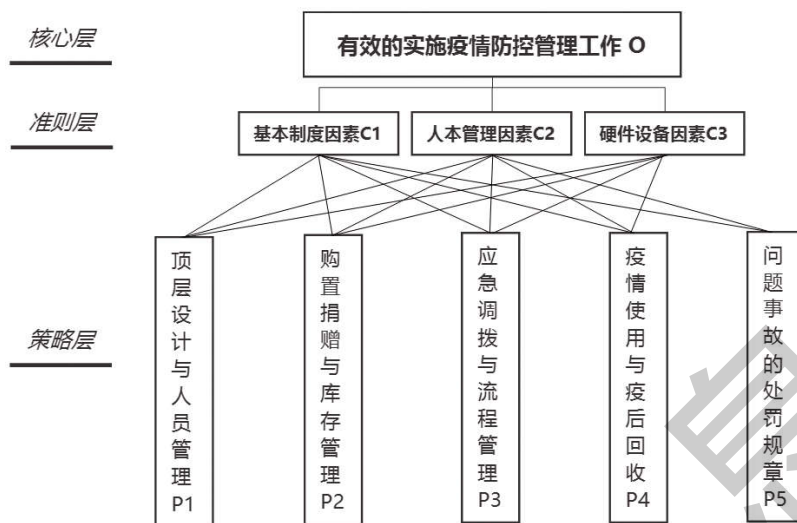 核心层
有效的实施疫情防控管理工作 O
准则层
基本制度因素C1
人本管理因素C2
硬件设备因素C3
策略层
顶层设计与人员管理P1
购置捐赠与库存管理P2
应急调拨与流程管理P3
疫情使用与疫后回收P4
问题事故的处罚规章P5